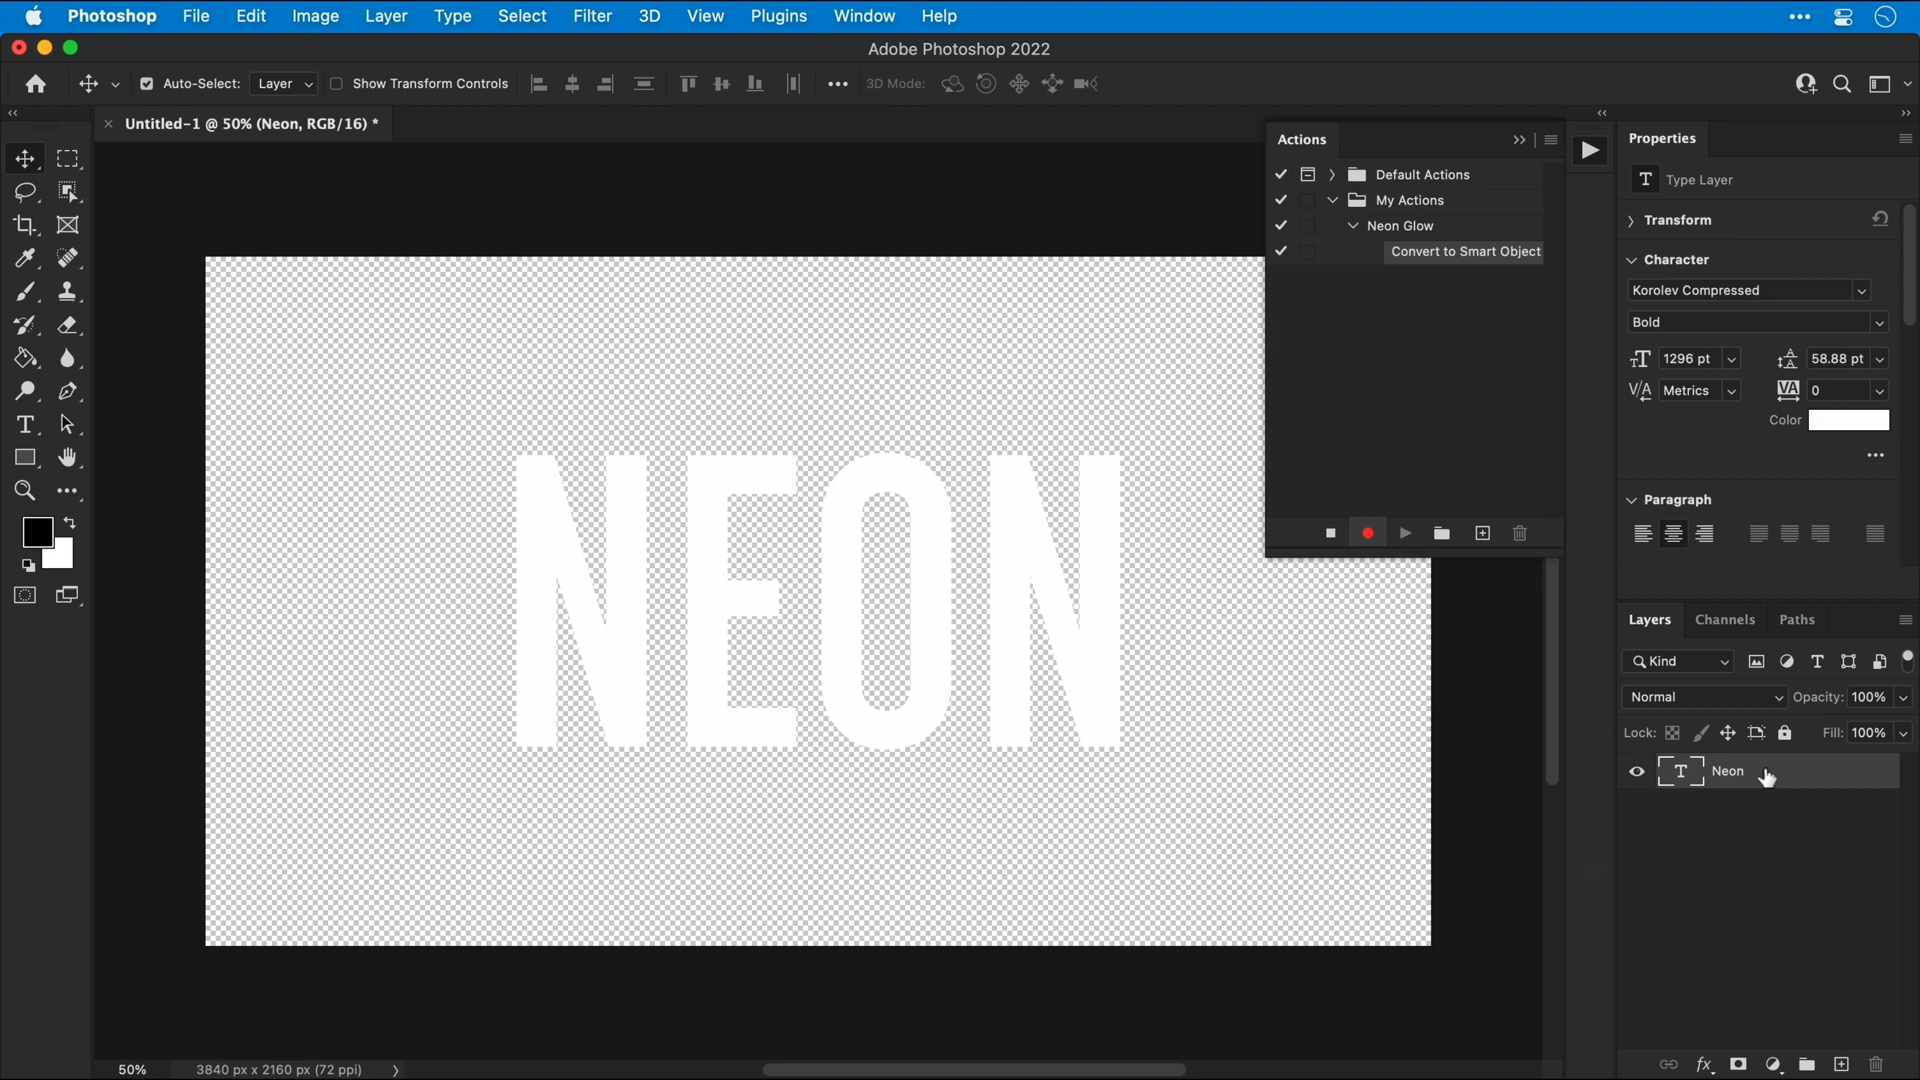 Photoshop File Edit Image Layer Type Select Filter 3D View Plugins Window Help
Adobe Photoshop 2022
Auto-Select: Layer Show Transform Controls 3D Mode:
Untitled-1 @ 50% (Neon, RGB/16) *
Actions
Default Actions
My Actions
Neon Glow
Convert to Smart Object
NEON
Properties
T Type Layer
Transform
Character
Korolev Compressed
Bold
1296 pt 58.88 pt
Metrics 0
Color
Paragraph
Layers Channels Paths
Kind
Normal Opacity: 100%
Lock: Fill: 100%
T Neon
50% 3840 px x 2160 px (72 ppi)